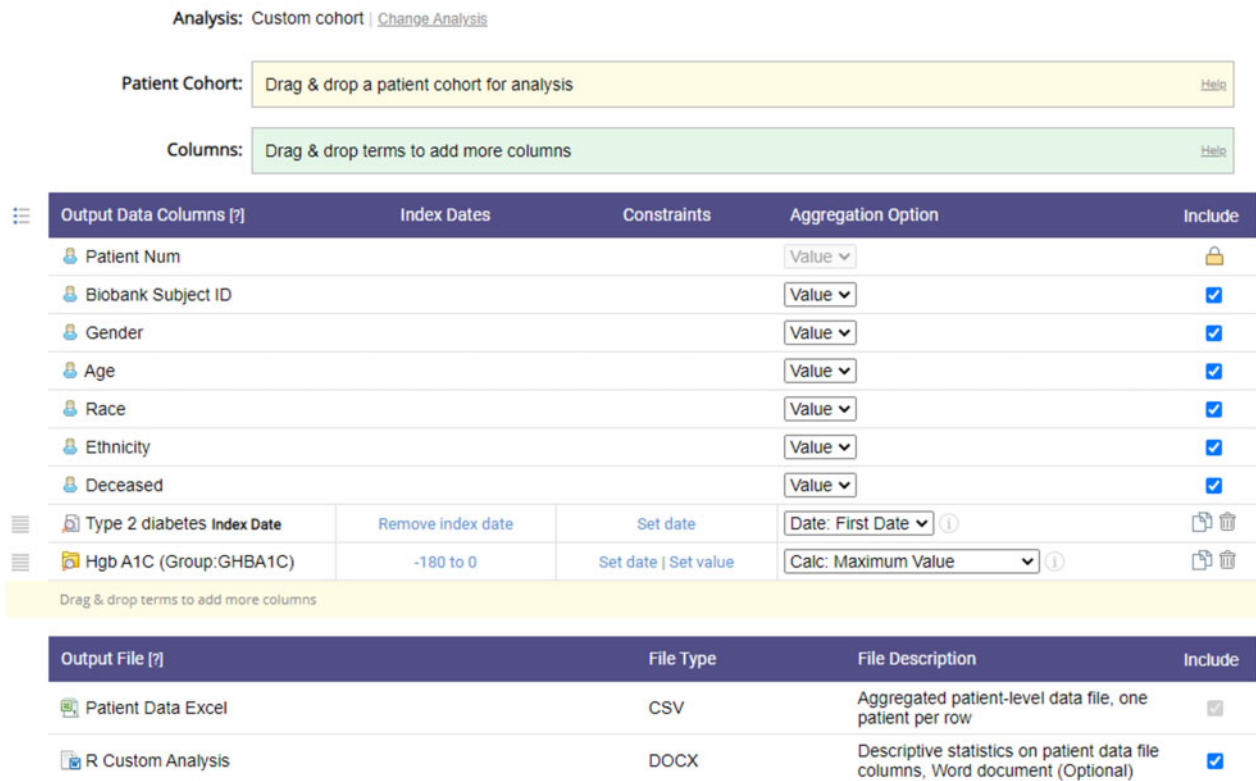 Analysis: Custom cohort | Change Analysis
Patient Cohort: Drag & drop a patient cohort for analysis Help
Columns: Drag & drop terms to add more columns Help
Output Data Columns [?] Index Dates Constraints Aggregation Option Include
Patient Num Value
Biobank Subject ID Value
Gender Value
Age Value
Race Value
Ethnicity Value
Deceased Value
Type 2 diabetes Index Date Remove index date Set date Date: First Date
Hgb A1C (Group:GHBA1C) -180 to 0 Set date | Set value Calc: Maximum Value
Drag & drop terms to add more columns
Output File [?] File Type File Description Include
Patient Data Excel CSV Aggregated patient-level data file, one
patient per row
R Custom Analysis DOCX Descriptive statistics on patient data file
columns, Word document (Optional)